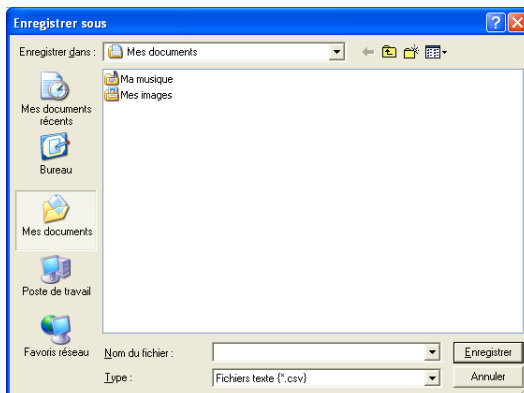 Enregistrer sous
Enregistrer dans :
Mes documents
Ma musique
Mes images
Mes documents
récents
Bureau
Mes documents
Poste de travail
Favoris réseau
Nom du fichier :
Enregistrer
Type :
Fichiers texte (*.csv)
Annuler